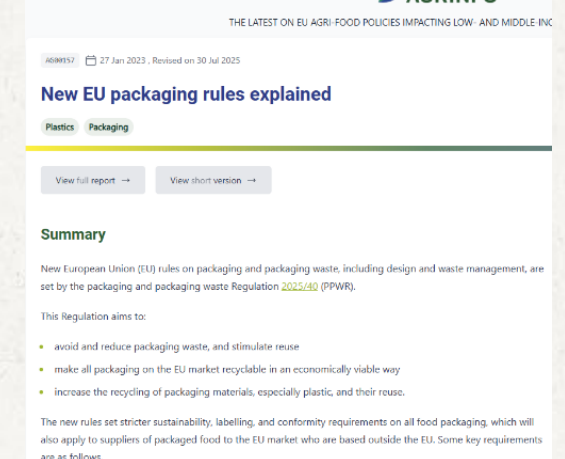 THE LATEST ON EU AGRI-FOOD POLICIES IMPACTING LOW- AND MIDDLE-INC
AG00157 27 Jan 2023 , Revised on 30 Jul 2025
New EU packaging rules explained
Plastics Packaging
View full report → View short version →
Summary
New European Union (EU) rules on packaging and packaging waste, including design and waste management, are
set by the packaging and packaging waste Regulation 2025/40 (PPWR).
This Regulation aims to:
• avoid and reduce packaging waste, and stimulate reuse
• make all packaging on the EU market recyclable in an economically viable way
• increase the recycling of packaging materials, especially plastic, and their reuse.
The new rules set stricter sustainability, labelling, and conformity requirements on all food packaging, which will
also apply to suppliers of packaged food to the EU market who are based outside the EU. Some key requirements
are as follows